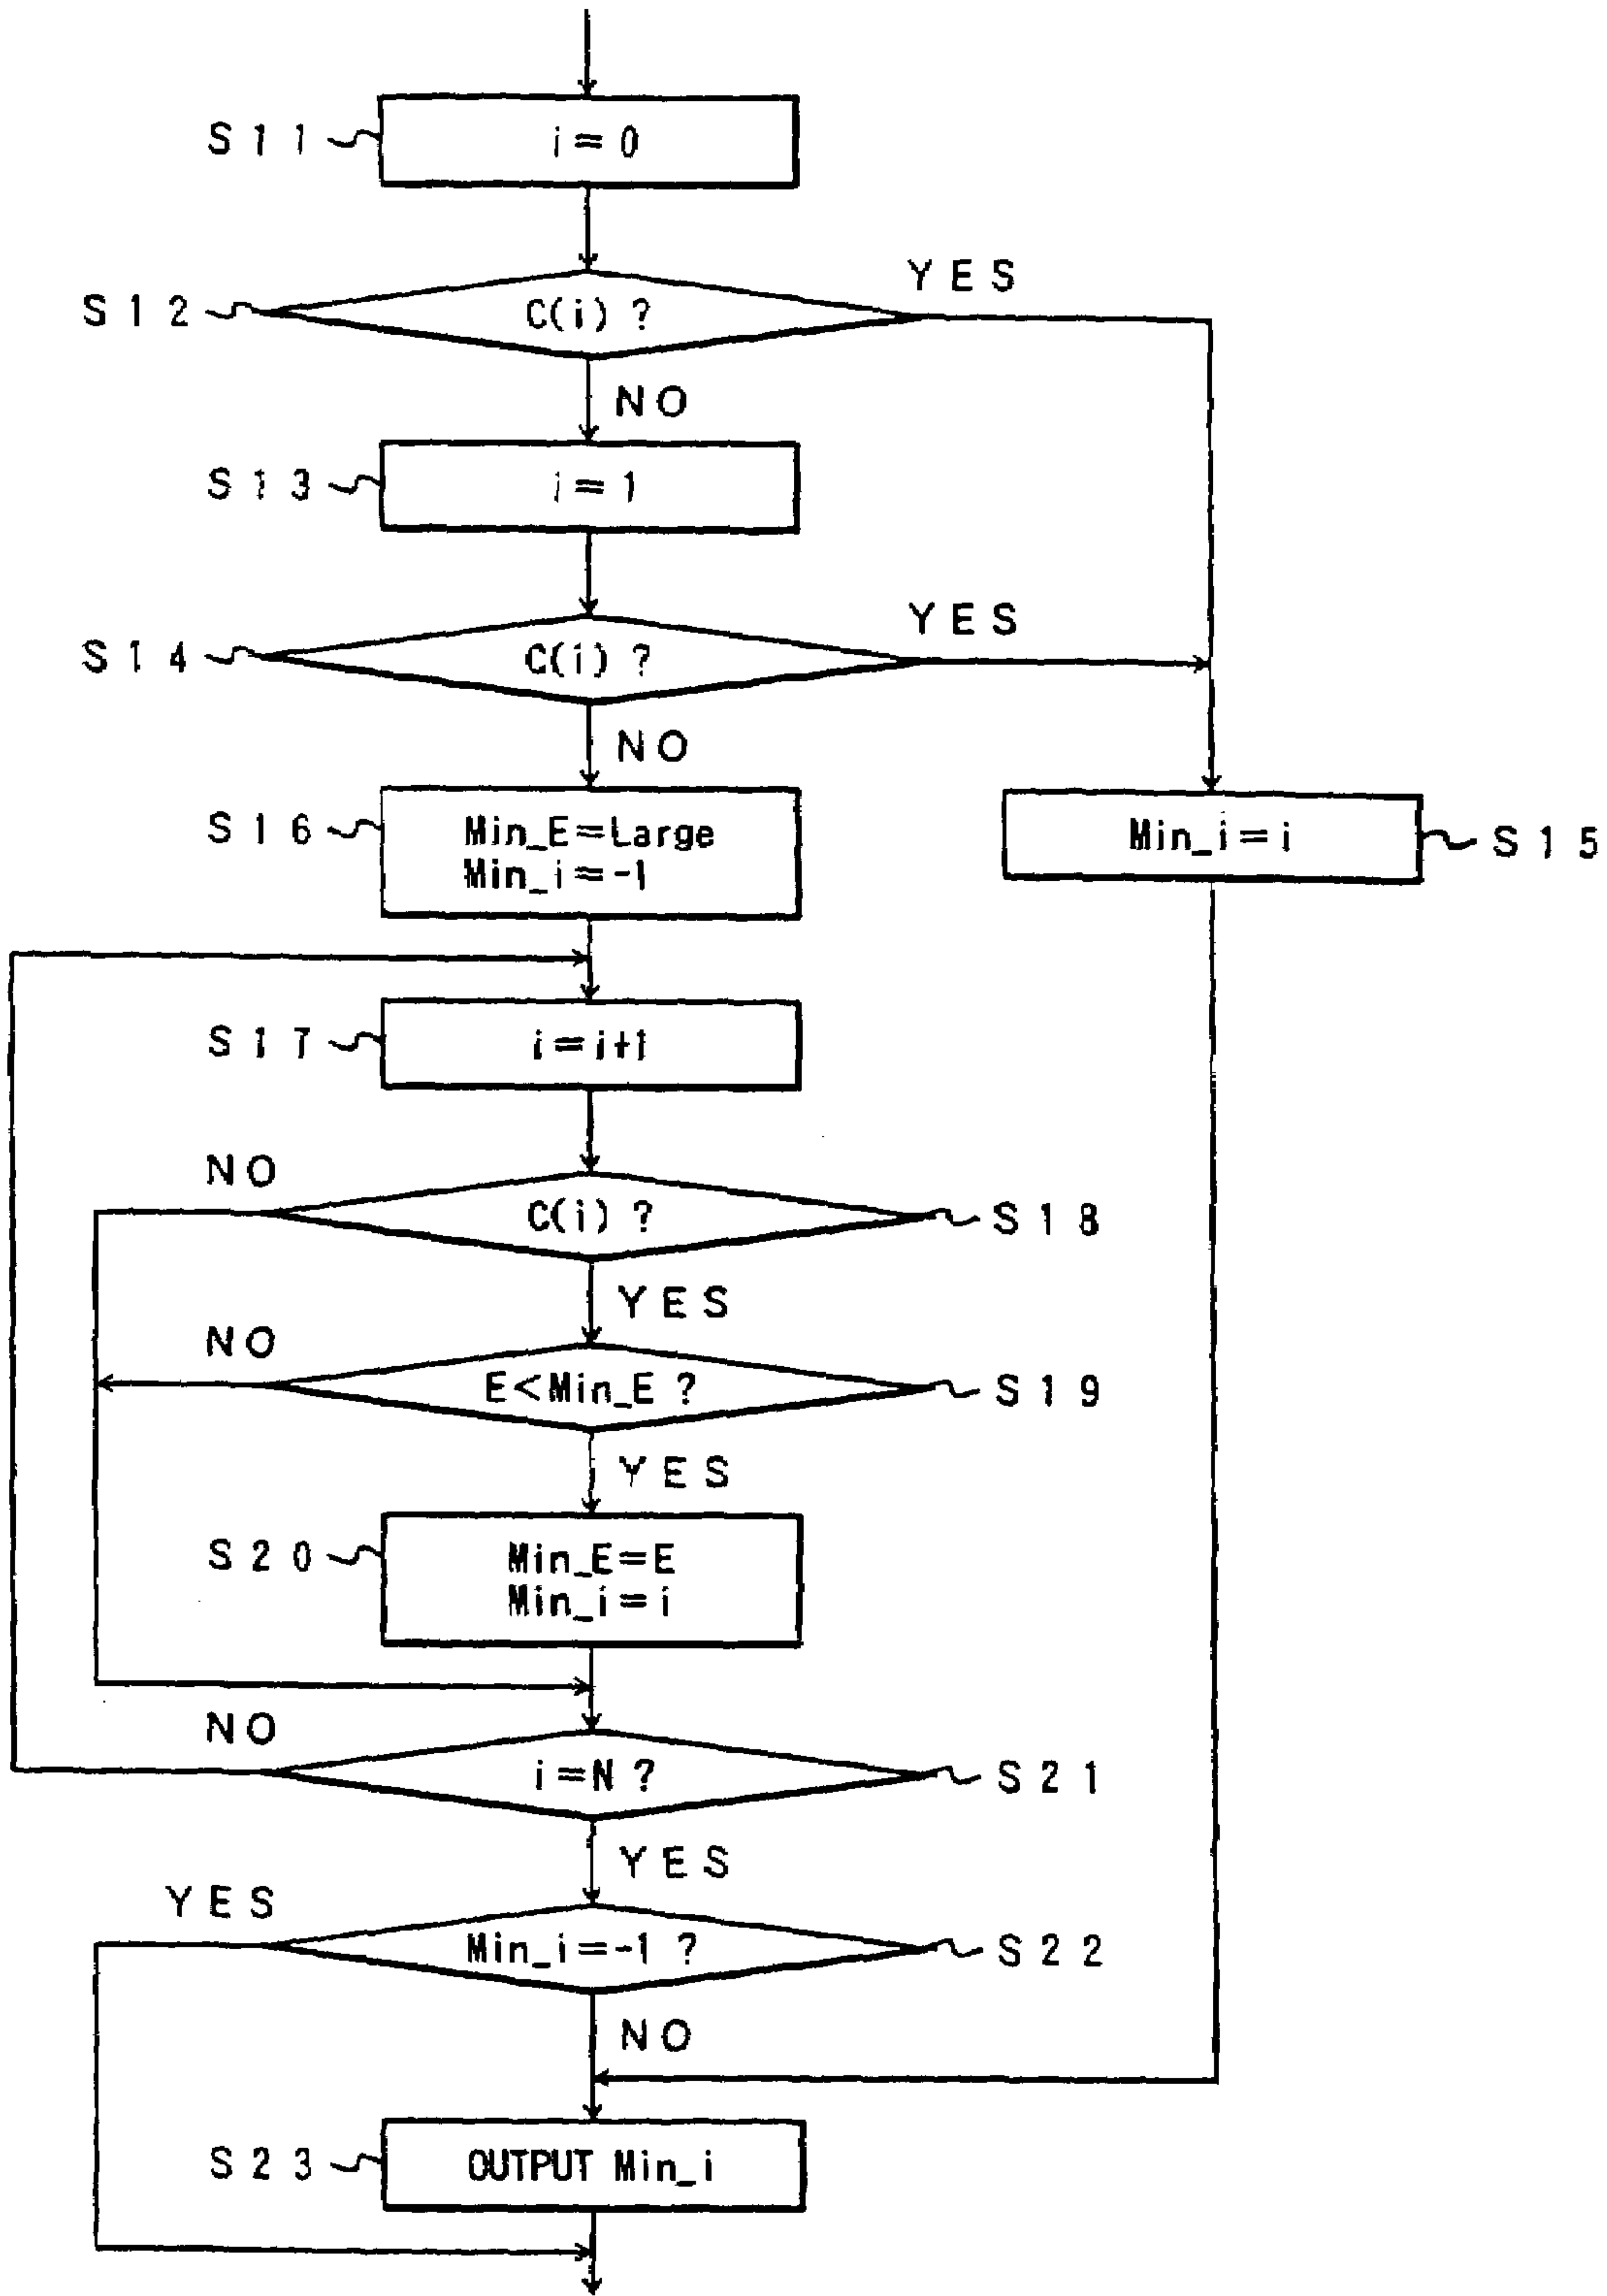 S11
i=0
S12
C(i) ?
YES
NO
S13
i=1
S14
C(i) ?
YES
NO
S16
Min_E=Large
Min_i=-1
Min_i=i
S15
S17
i=i+1
NO
C(i) ?
S18
YES
NO
E<Min_E ?
S19
YES
S20
Min_E=E
Min_i=i
NO
i=N ?
S21
YES
YES
Min_i=-1 ?
S22
NO
S23
OUTPUT Min_i